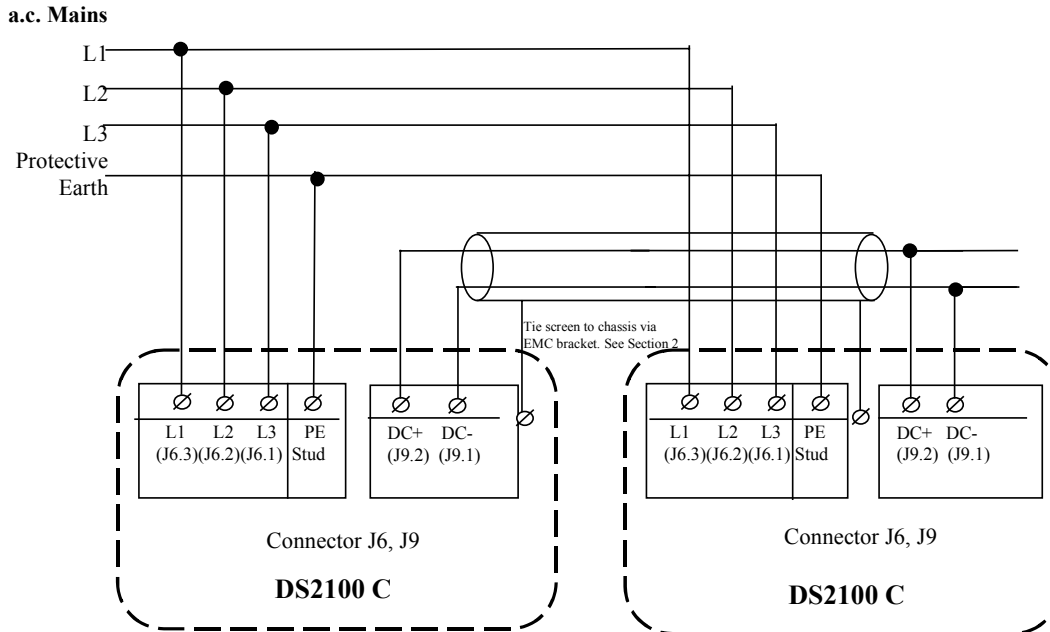 a.c. Mains
L1
L2
L3
Protective
Earth
Tie screen to chassis via
EMC bracket. See Section 2
L1 L2 L3 PE
(J6.3)(J6.2)(J6.1) Stud
DC+ DC-
(J9.2) (J9.1)
Connector J6, J9
DS2100 C
L1 L2 L3 PE
(J6.3)(J6.2)(J6.1) Stud
DC+ DC-
(J9.2) (J9.1)
Connector J6, J9
DS2100 C